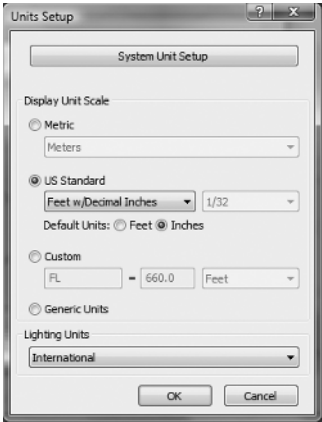 Units Setup
? X
System Unit Setup
Display Unit Scale
Metric
Meters
US Standard
Feet w/Decimal Inches 1/32
Default Units: Feet Inches
Custom
FL = 660.0 Feet
Generic Units
Lighting Units
International
OK Cancel